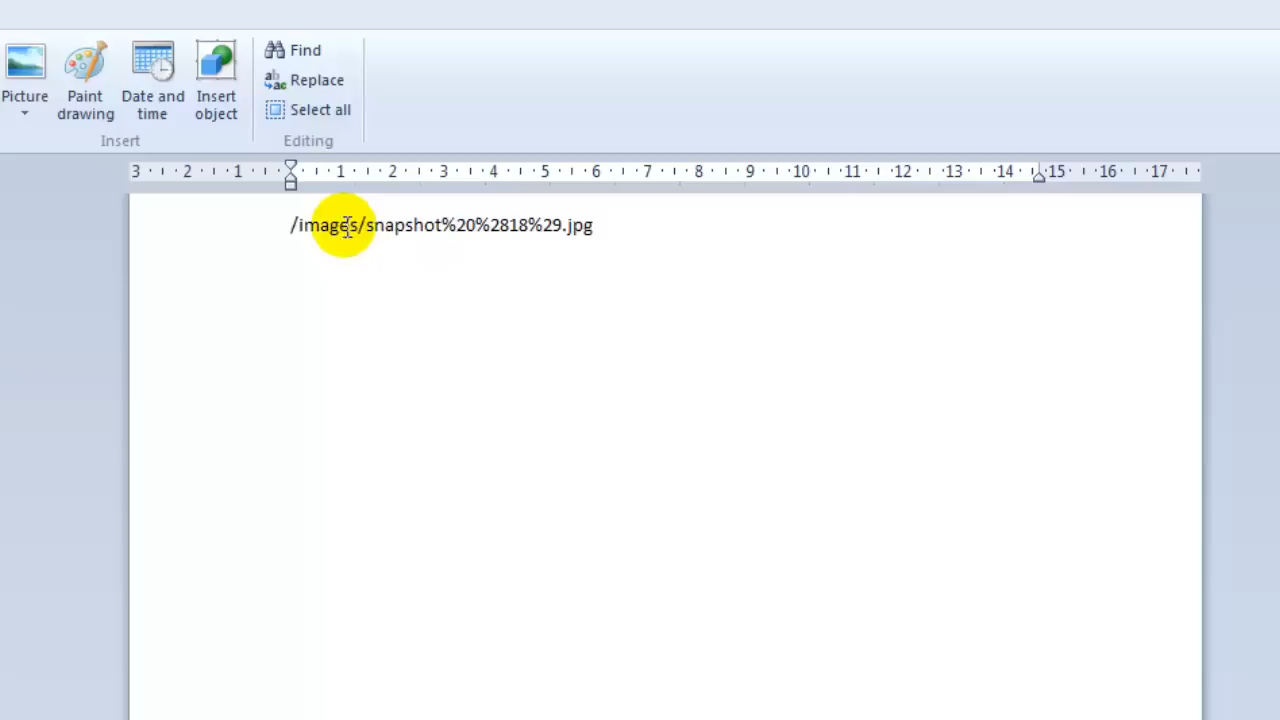 Find
Replace
Select all
Picture
Paint drawing
Date and time
Insert object
Insert
Editing
3 2 1 1 2 3 4 5 6 7 8 9 10 11 12 13 14 15 16 17
/images/snapshot%20%2818%29.jpg